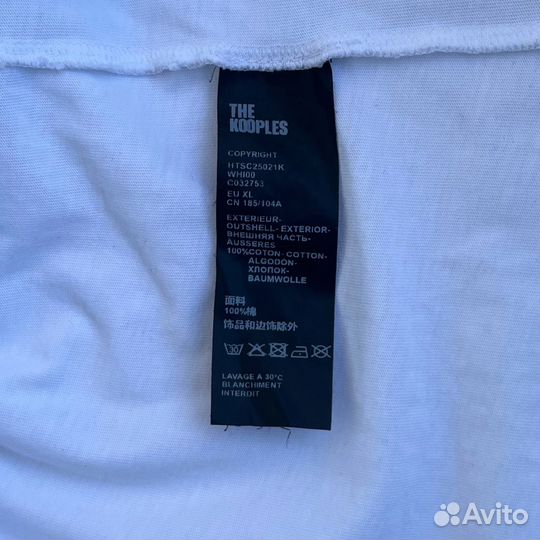 THE
KOOPLES
COPYRIGHT
HTSC25021K
WHI00
C032753
EU XL
CN 185/104A
EXTERIEUR-
OUTSHELL- EXTERIOR-
ВНЕШНЯЯ ЧАСТЬ-
AUSSERES
100%COTON- COTTON-
ALGODON-
ХЛОПОК-
BAUMWOLLE
面料
100%棉
饰品和边饰除外
30
LAVAGE A 30°C
BLANCHIMENT
INTERDIT
Avito